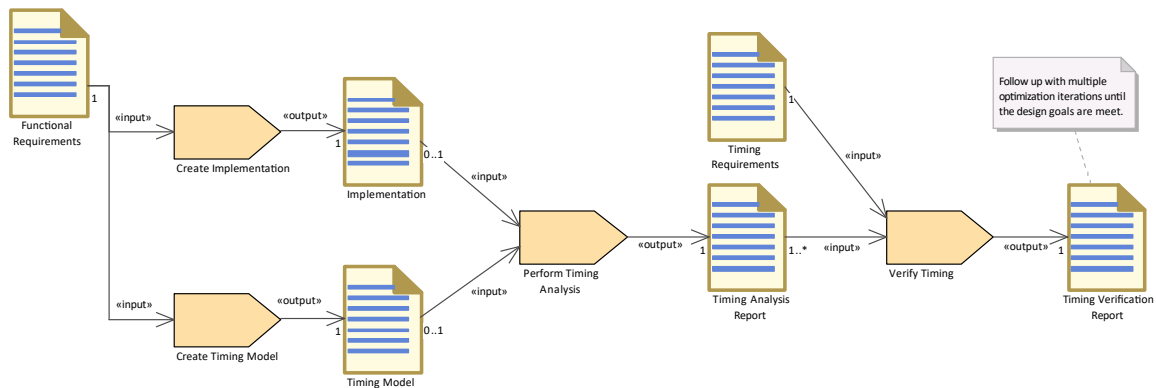 Functional
Requirements
1
«input»
Create Implementation
«output»
1
Implementation
0..1
«input»
«input»
Create Timing Model
«output»
1
Timing Model
0..1
«input»
Perform Timing
Analysis
«output»
1
Timing
Requirements
1
«input»
Timing Analysis
Report
1..*
«input»
Verify Timing
«output»
1
Timing Verification
Report
Follow up with multiple
optimization iterations until
the design goals are meet.